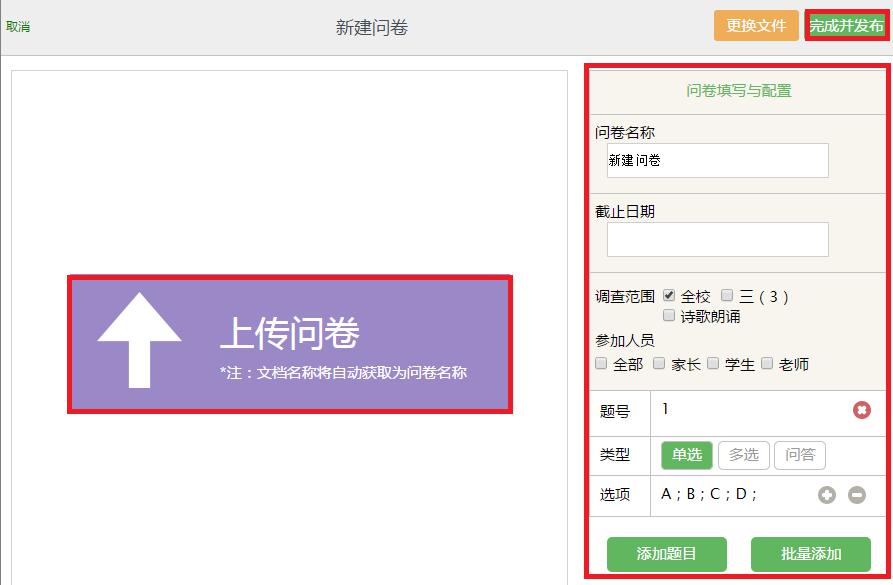 取消
新建问卷
更换文件
完成并发布
上传问卷
*注：文档名称将自动获取为问卷名称
问卷填写与配置
问卷名称
新建问卷
截止日期
调查范围 全校 三（3）
诗歌朗诵
参加人员
全部 家长 学生 老师
题号 1
类型 单选 多选 问答
选项 A；B；C；D；
添加题目 批量添加